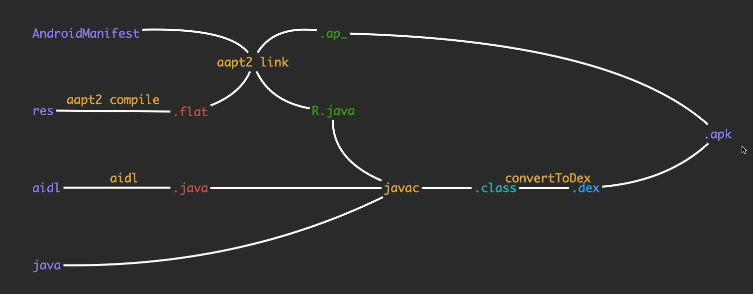 AndroidManifest
.ap_
aapt2 link
aapt2 compile
res
.flat
R.java
.apk
aidl
convertToDex
aidl
.java
javac
.class
.dex
java